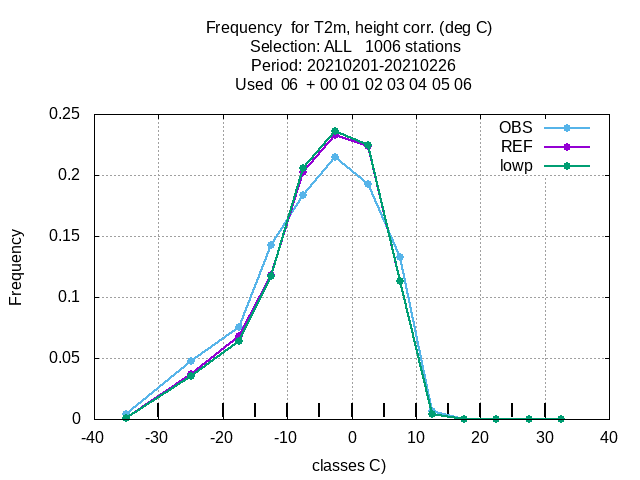 Frequency  for T2m, height corr. (deg C)
Selection: ALL   1006 stations
Period: 20210201-20210226
Used  06  + 00 01 02 03 04 05 06
OBS
REF
lowp
Frequency
0.25
0.2
0.15
0.1
0.05
0
-40 -30 -20 -10 0 10 20 30 40
classes C)